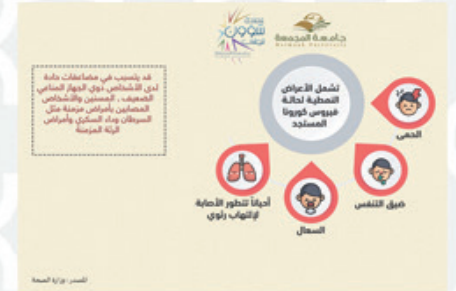 جامعة المجمعة
Majmaah University
شؤون
تشمل الأعراض
النمطية لحالة
فيروس كورونا
المستجد
الحمى
ضيق التنفس
السعال
أحياناً تتطور الأصابة
لإلتهاب رئوي
قد يتسبب في مضاعفات حادة
لدى الأشخاص ذوي الجهاز المناعي
الضعيف ، المسنين والأشخاص
المصابين بأمراض مزمنة مثل
السرطان وداء السكري وأمراض
الرئة المزمنة
المصدر : وزارة الصحة